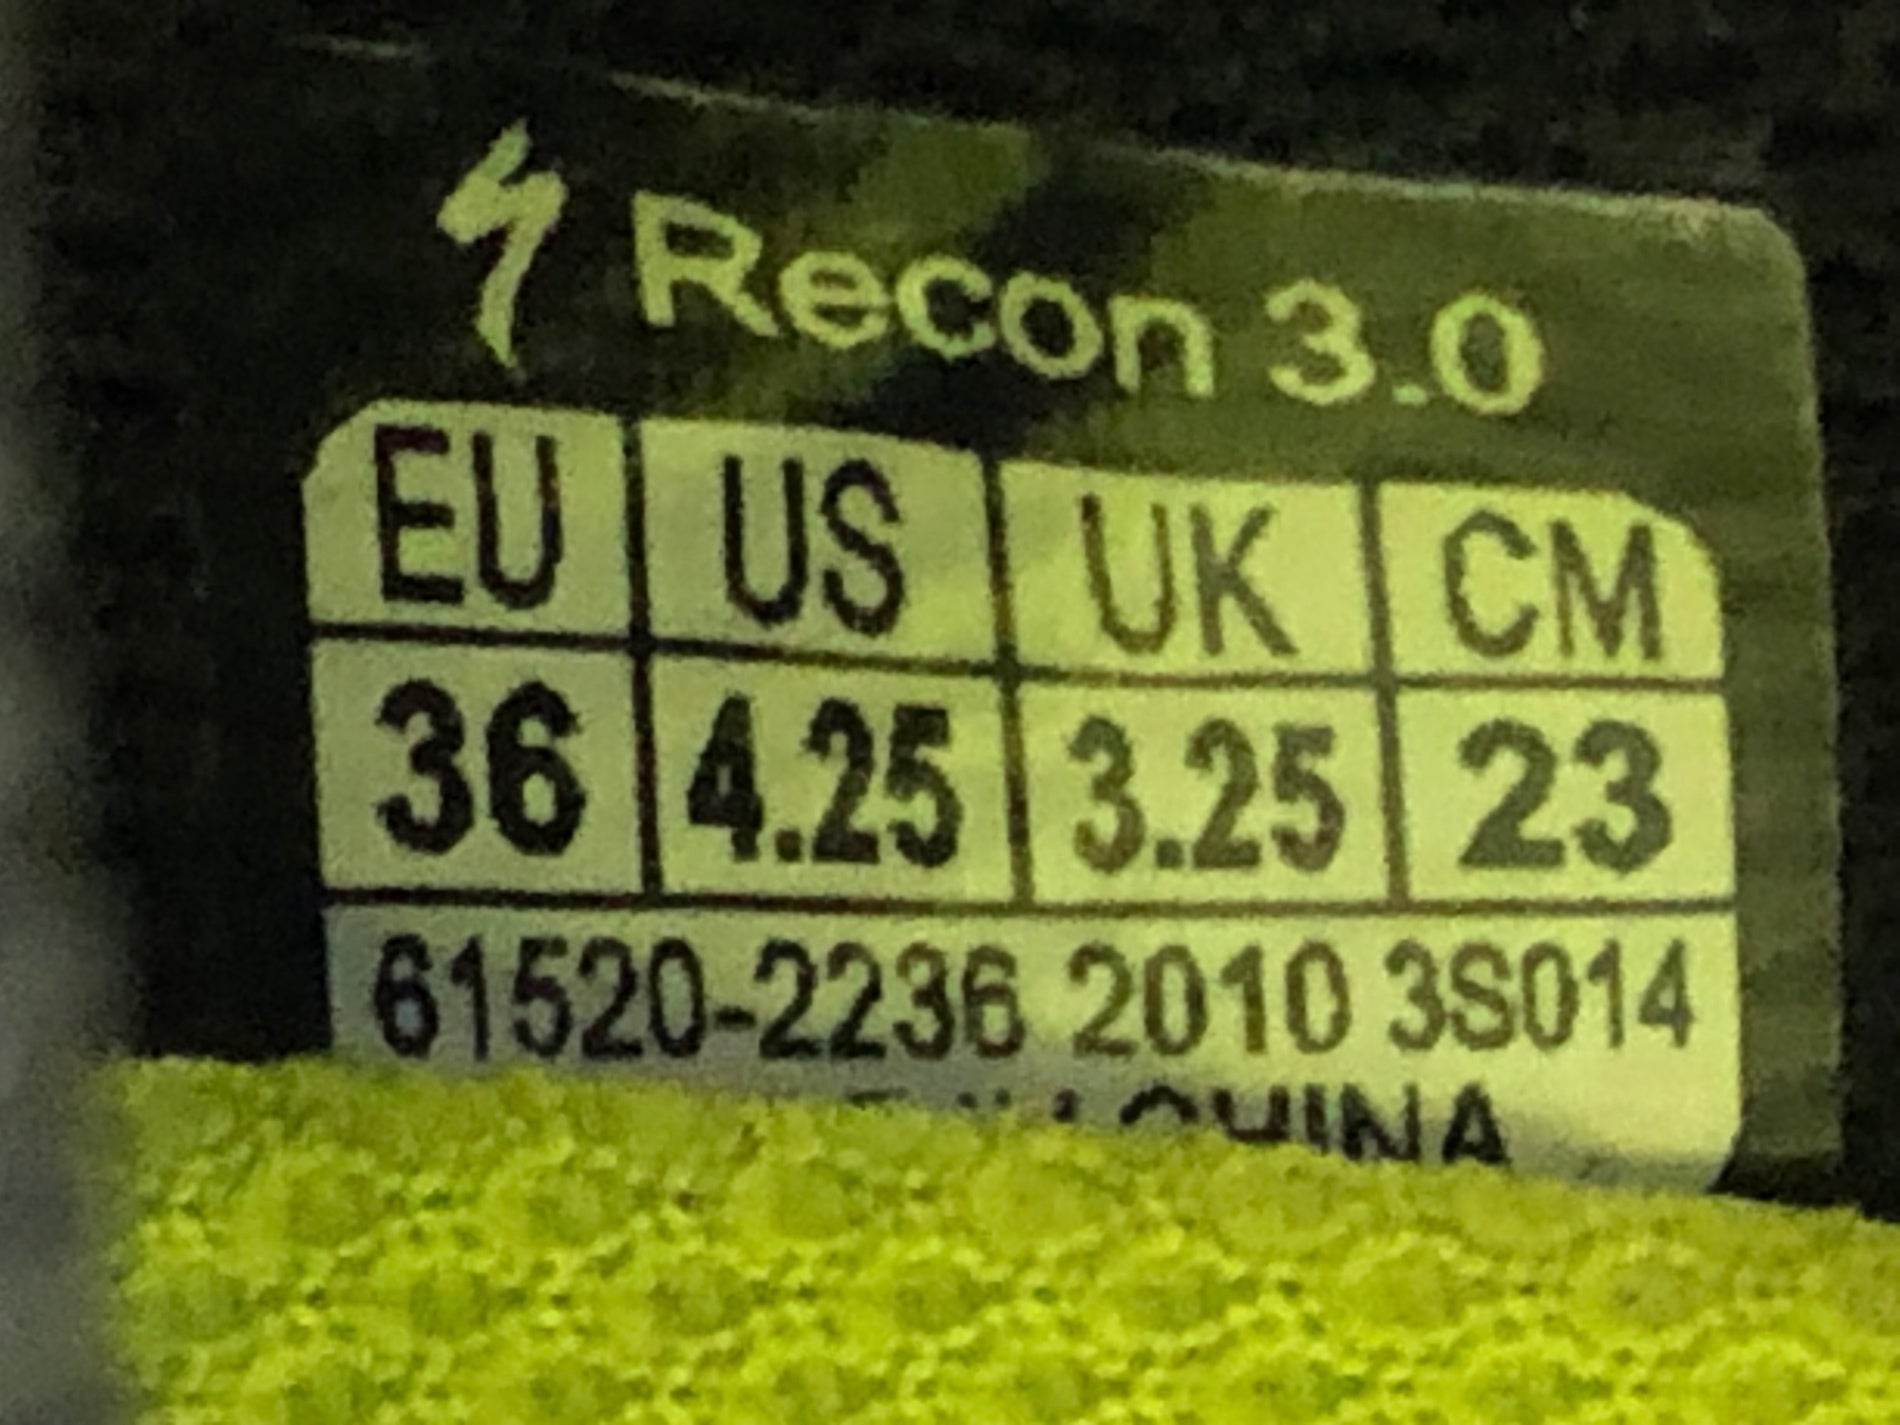 Recon 3.0
EU US UK CM
36 4.25 3.25 23
61520-2236 2010 3S014
CHINA